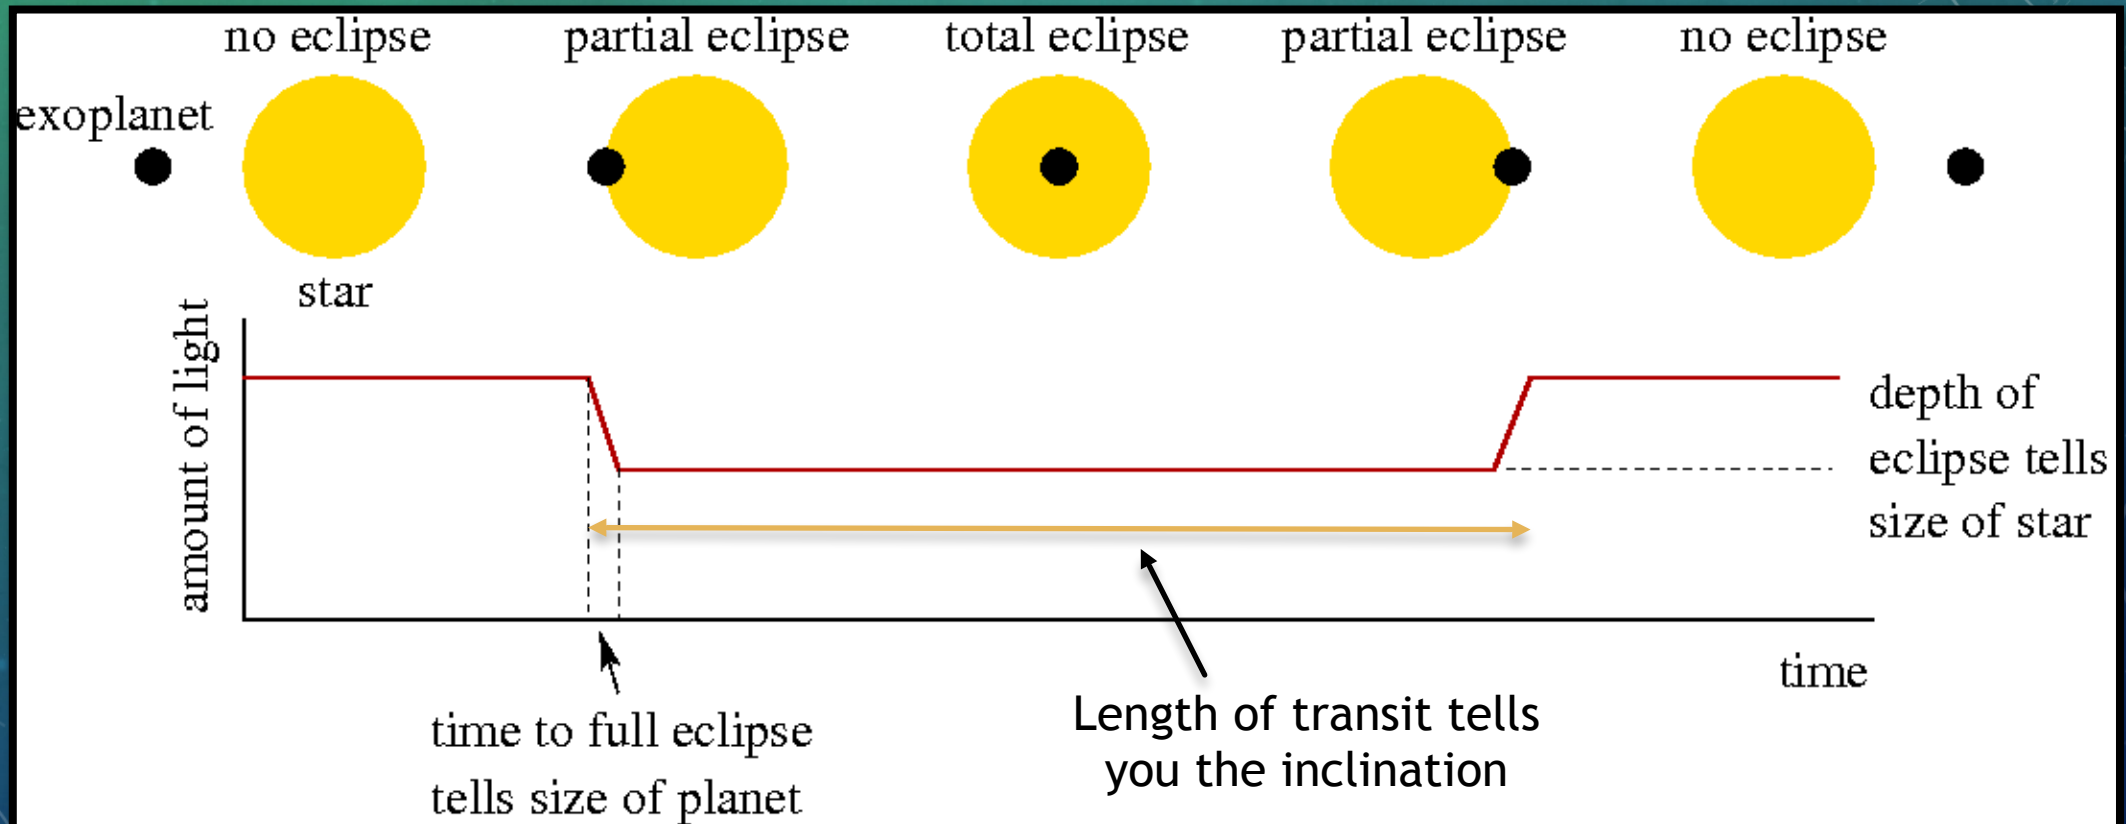 no eclipse
partial eclipse
total eclipse
partial eclipse
no eclipse
exoplanet
star
amount of light
depth of
eclipse tells
size of star
time
time to full eclipse
tells size of planet
Length of transit tells
you the inclination